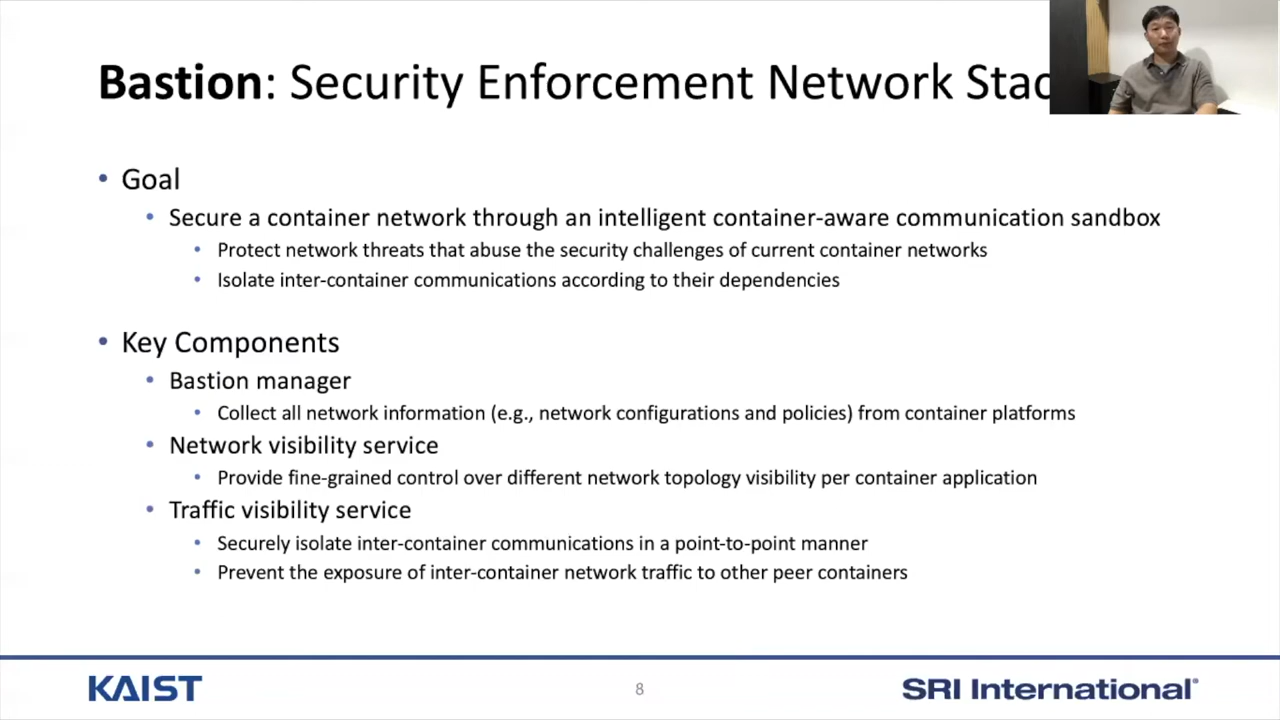 Bastion: Security Enforcement Network
• Goal
• Secure a container network through an intelligent container-aware communication sandbox
• Protect network threats that abuse the security challenges of current container networks
• Isolate inter-container communications according to their dependencies
• Key Components
• Bastion manager
• Collect all network information (e.g., network configurations and policies) from container platforms
• Network visibility service
• Provide fine-grained control over different network topology visibility per container application
• Traffic visibility service
• Securely isolate inter-container communications in a point-to-point manner
• Prevent the exposure of inter-container network traffic to other peer containers
KAIST
8
SRI International®